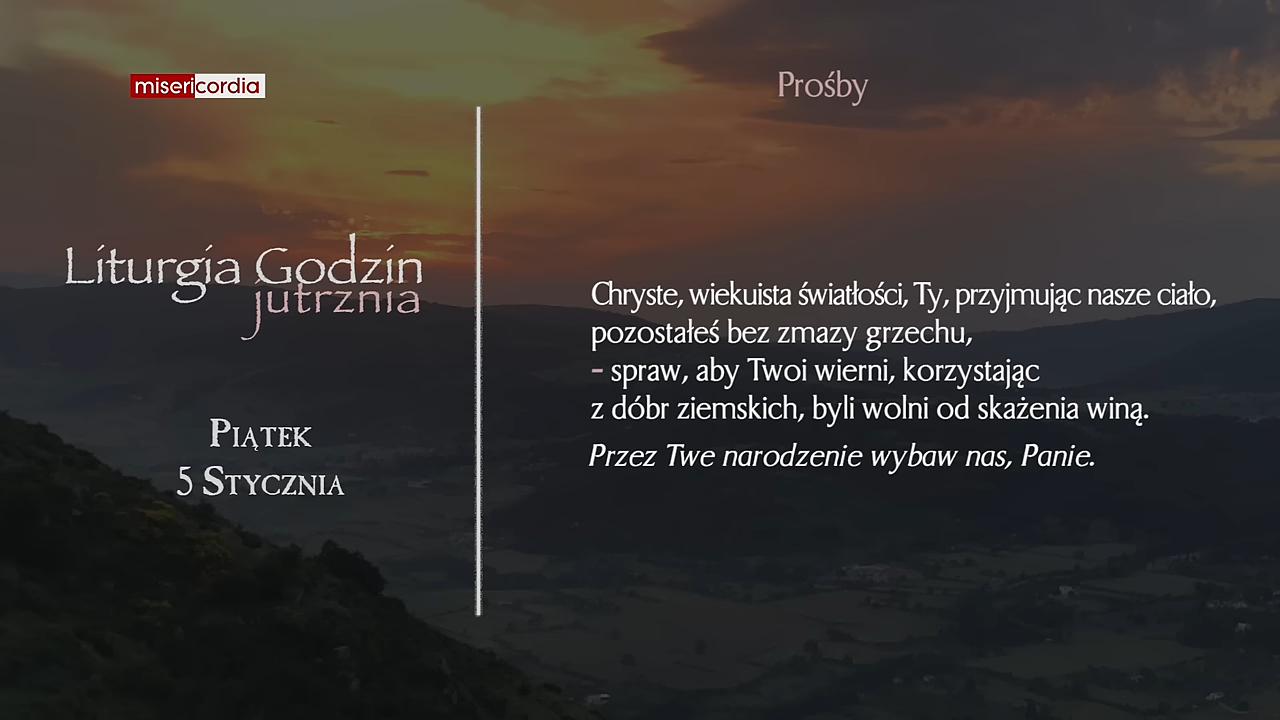 misericordia
Liturgia Godzin
jutrznia
Piątek
5 Stycznia
Prośby
Chryste, wiekuista światłości, Ty, przyjmując nasze ciało,
pozostałeś bez zmazy grzechu,
- spraw, aby Twoi wierni, korzystając
z dóbr ziemskich, byli wolni od skażenia winą.
Przez Twe narodzenie wybaw nas, Panie.